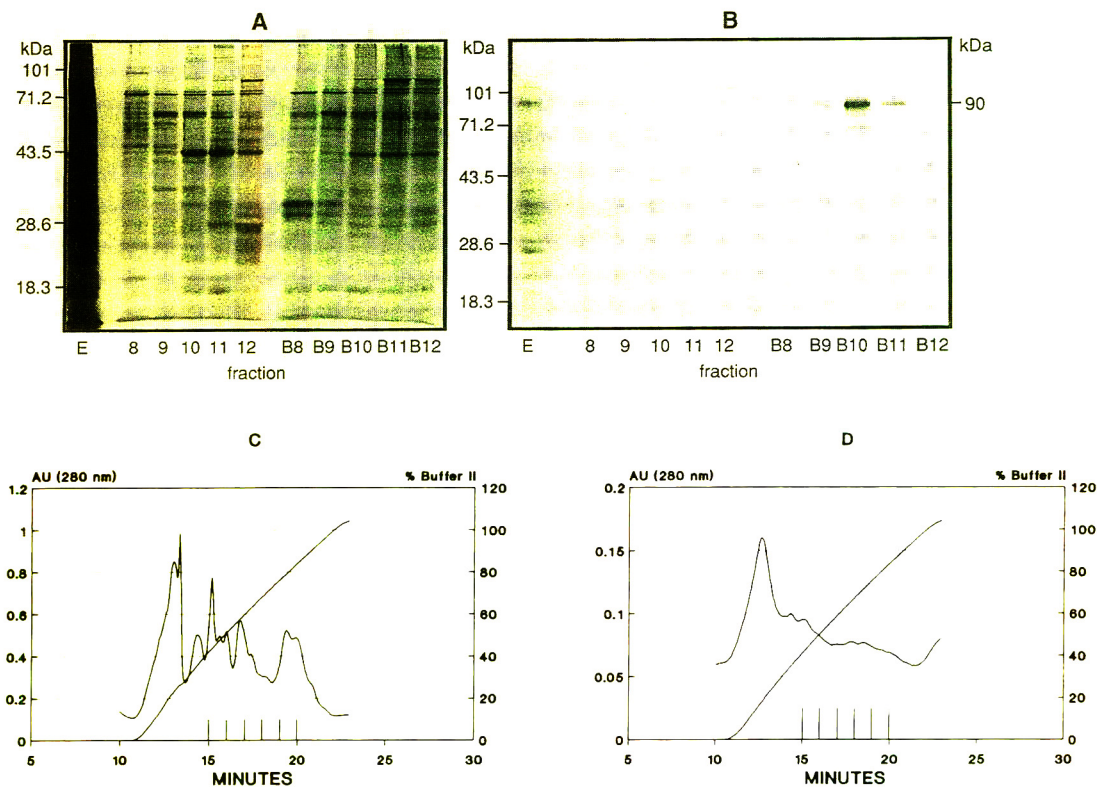 A
B
kDa
101
71.2
43.5
28.6
18.3
E 8 9 10 11 12 B8 B9 B10 B11 B12
fraction
kDa
101
71.2
43.5
28.6
18.3
kDa
90
E 8 9 10 11 12 B8 B9 B10 B11 B12
fraction
C
AU (280 nm)
% Buffer II
1.2
1
0.8
0.6
0.4
0.2
0
120
100
80
60
40
20
0
5 10 15 20 25 30
MINUTES
D
AU (280 nm)
% Buffer II
0.2
0.15
0.1
0.05
0
120
100
80
60
40
20
0
5 10 15 20 25 30
MINUTES